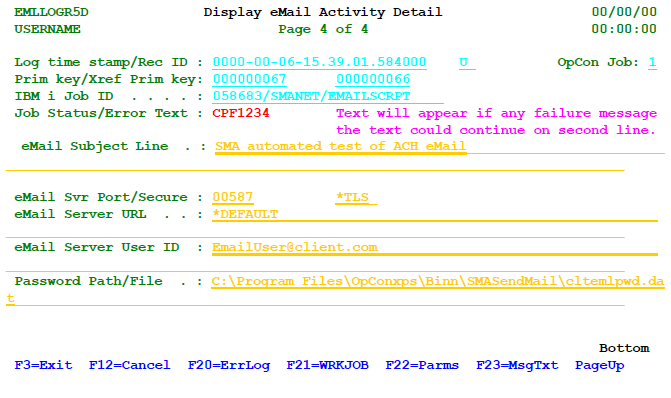 EMLLOGR5D Display eMail Activity Detail 00/00/00
USERNAME Page 4 of 4 00:00:00
Log time stamp/Rec ID : 0000-00-06-15.39.01.584000 U OpCon Job: 1
Prim key/Xref Prim key: 000000067 000000066
IBM i Job ID . . . . : 058683/SMANET/EMAILSCRPT
Job Status/Error Text : CPF1234 Text will appear if any failure message
the text could continue on second line.
eMail Subject Line . : SMA automated test of ACH eMail
eMail Svr Port/Secure : 00587 *TLS
eMail Server URL . . : *DEFAULT
eMail Server User ID : EmailUser@client.com
Password Path/File . : C:\Program Files\OpConxps\Binn\SMASendMail\cltemlpwd.da
t
Bottom
F3=Exit F12=Cancel F20=ErrLog F21=WRKJOB F22=Parms F23=MsgTxt PageUp